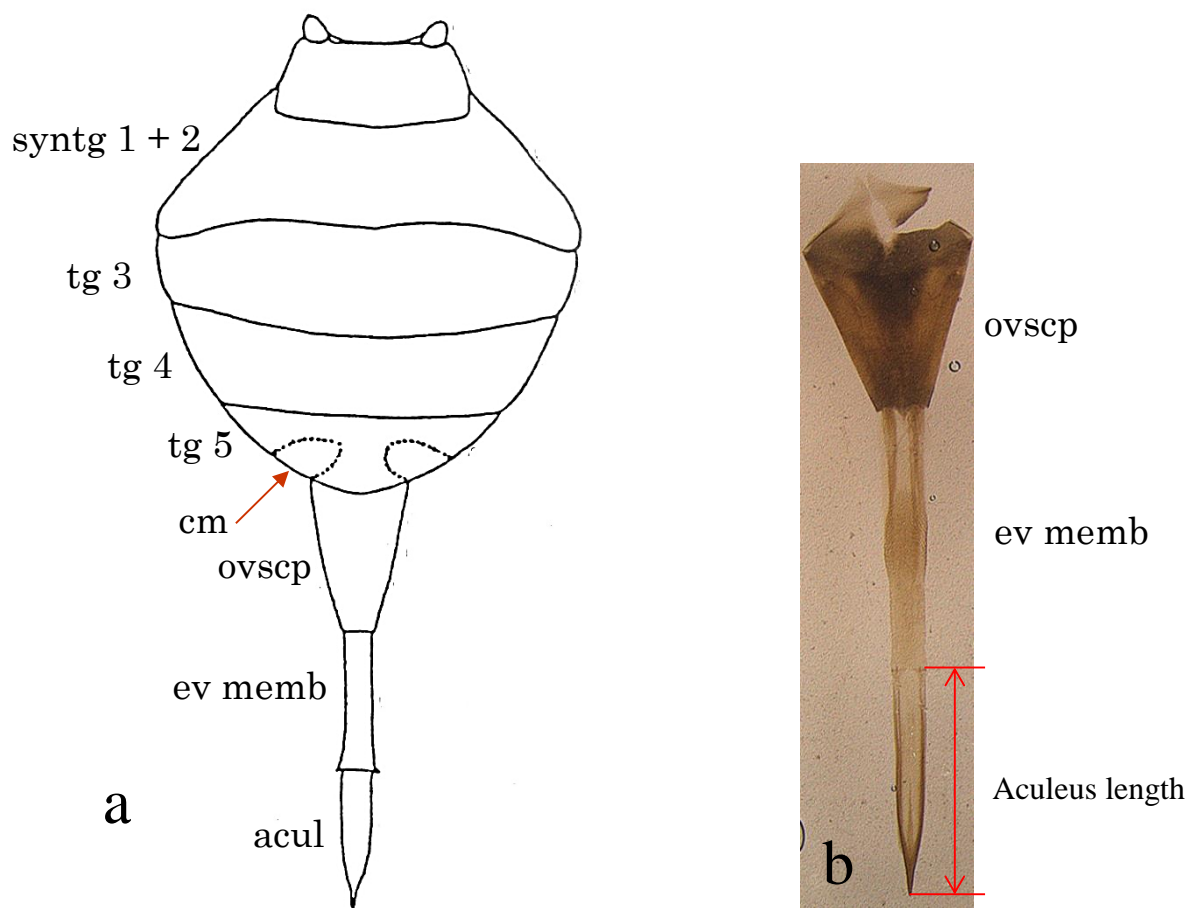 syntg 1 + 2
tg 3
tg 4
tg 5
cm
ovscp
ev memb
acul
a
ovscp
ev memb
Aculeus length
b